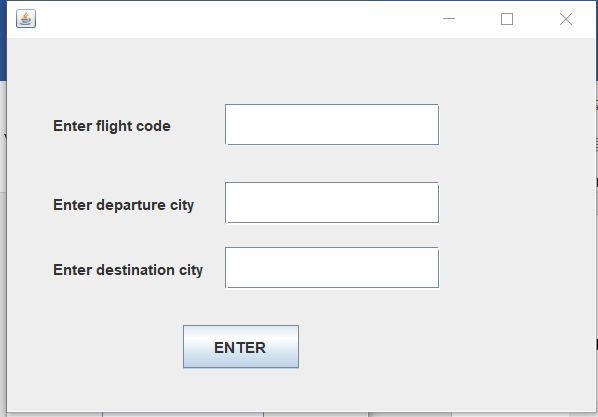 Enter flight code
Enter departure city
Enter destination city
ENTER